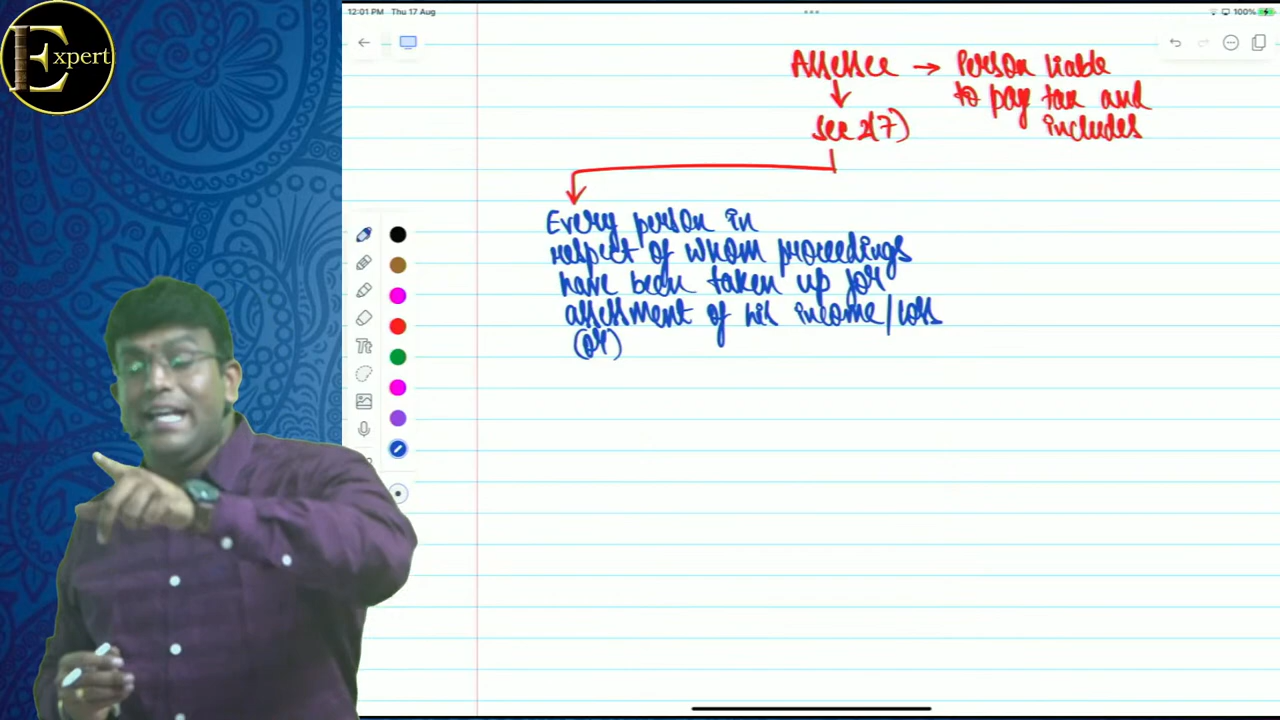 Expert
12:01 PM Thu 17 Aug
100%
Assessee → Person liable
to pay tax and
includes
Sec 2(7)
Every person in
respect of whom proceedings
have been taken up for
assessment of his income/loss
(or)
Tt